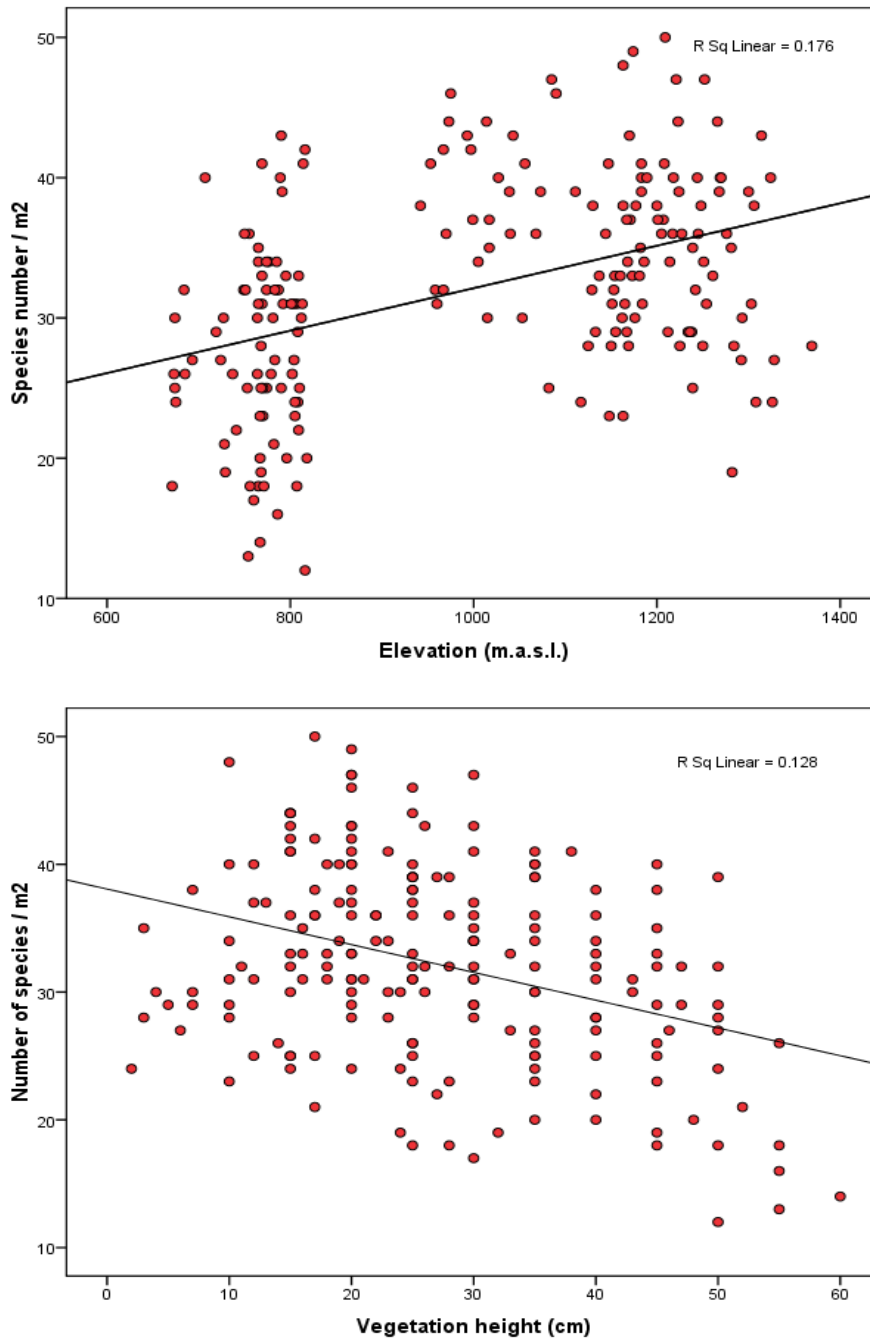 50
R Sq Linear = 0.176
40
Species number / m2
30
20
10
600 800 1000 1200 1400
Elevation (m.a.s.l.)
50
R Sq Linear = 0.128
40
Number of species / m2
30
20
10
0 10 20 30 40 50 60
Vegetation height (cm)